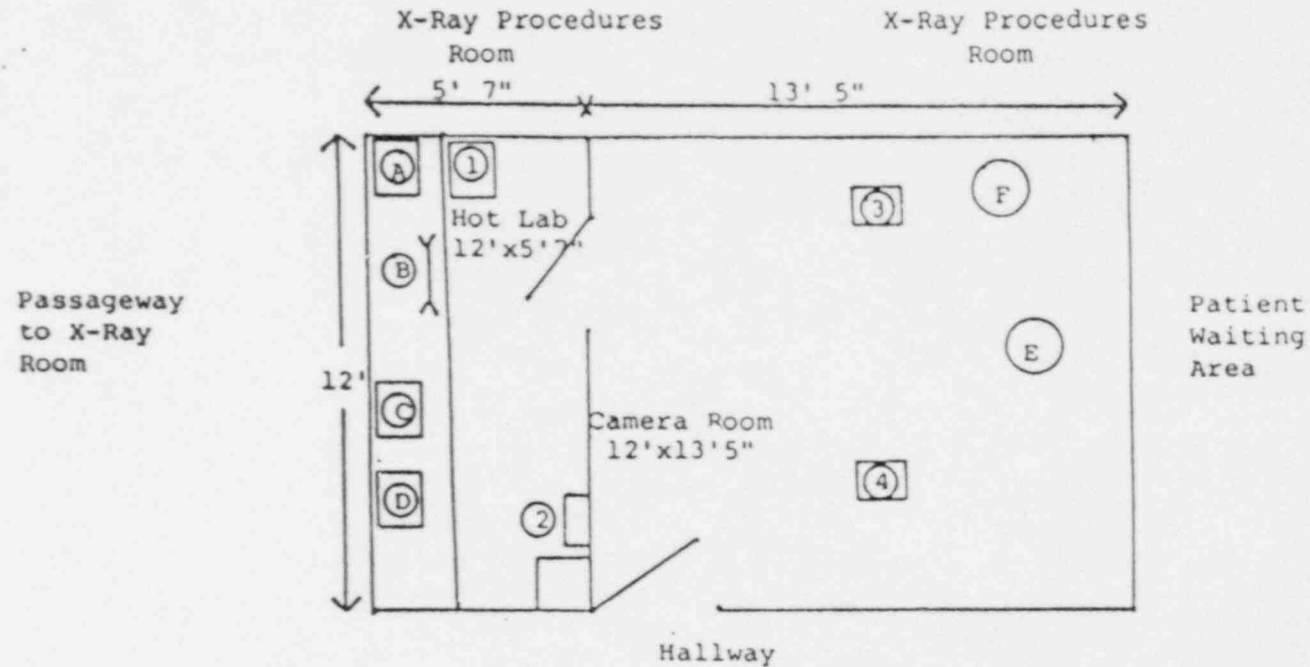 X-Ray Procedures
Room
X-Ray Procedures
Room
5' 7"
13' 5"
A
1
3
F
Hot Lab
12'x5'7"
B
Passageway
to X-Ray
Room
Patient
Waiting
Area
E
12'
C
Camera Room
12'x13'5"
D
2
4
Hallway